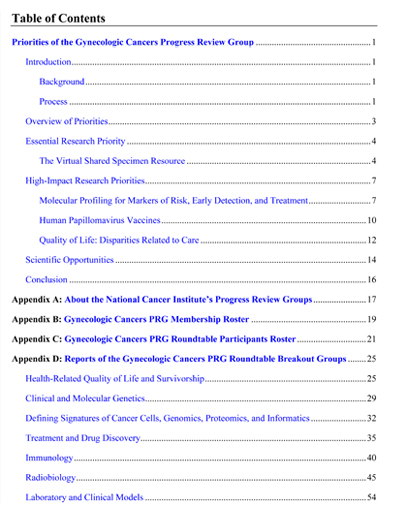 Table of Contents
Priorities of the Gynecologic Cancers Progress Review Group ........ 1
Introduction ........ 1
Background ........ 1
Process ........ 1
Overview of Priorities ........ 3
Essential Research Priority ........ 4
The Virtual Shared Specimen Resource ........ 4
High-Impact Research Priorities ........ 7
Molecular Profiling for Markers of Risk, Early Detection, and Treatment ........ 7
Human Papillomavirus Vaccines ........ 10
Quality of Life: Disparities Related to Care ........ 12
Scientific Opportunities ........ 14
Conclusion ........ 16
Appendix A: About the National Cancer Institute's Progress Review Groups ........ 17
Appendix B: Gynecologic Cancers PRG Membership Roster ........ 19
Appendix C: Gynecologic Cancers PRG Roundtable Participants Roster ........ 21
Appendix D: Reports of the Gynecologic Cancers PRG Roundtable Breakout Groups ........ 25
Health-Related Quality of Life and Survivorship ........ 25
Clinical and Molecular Genetics ........ 29
Defining Signatures of Cancer Cells, Genomics, Proteomics, and Informatics ........ 32
Treatment and Drug Discovery ........ 35
Immunology ........ 40
Radiobiology ........ 45
Laboratory and Clinical Models ........ 54